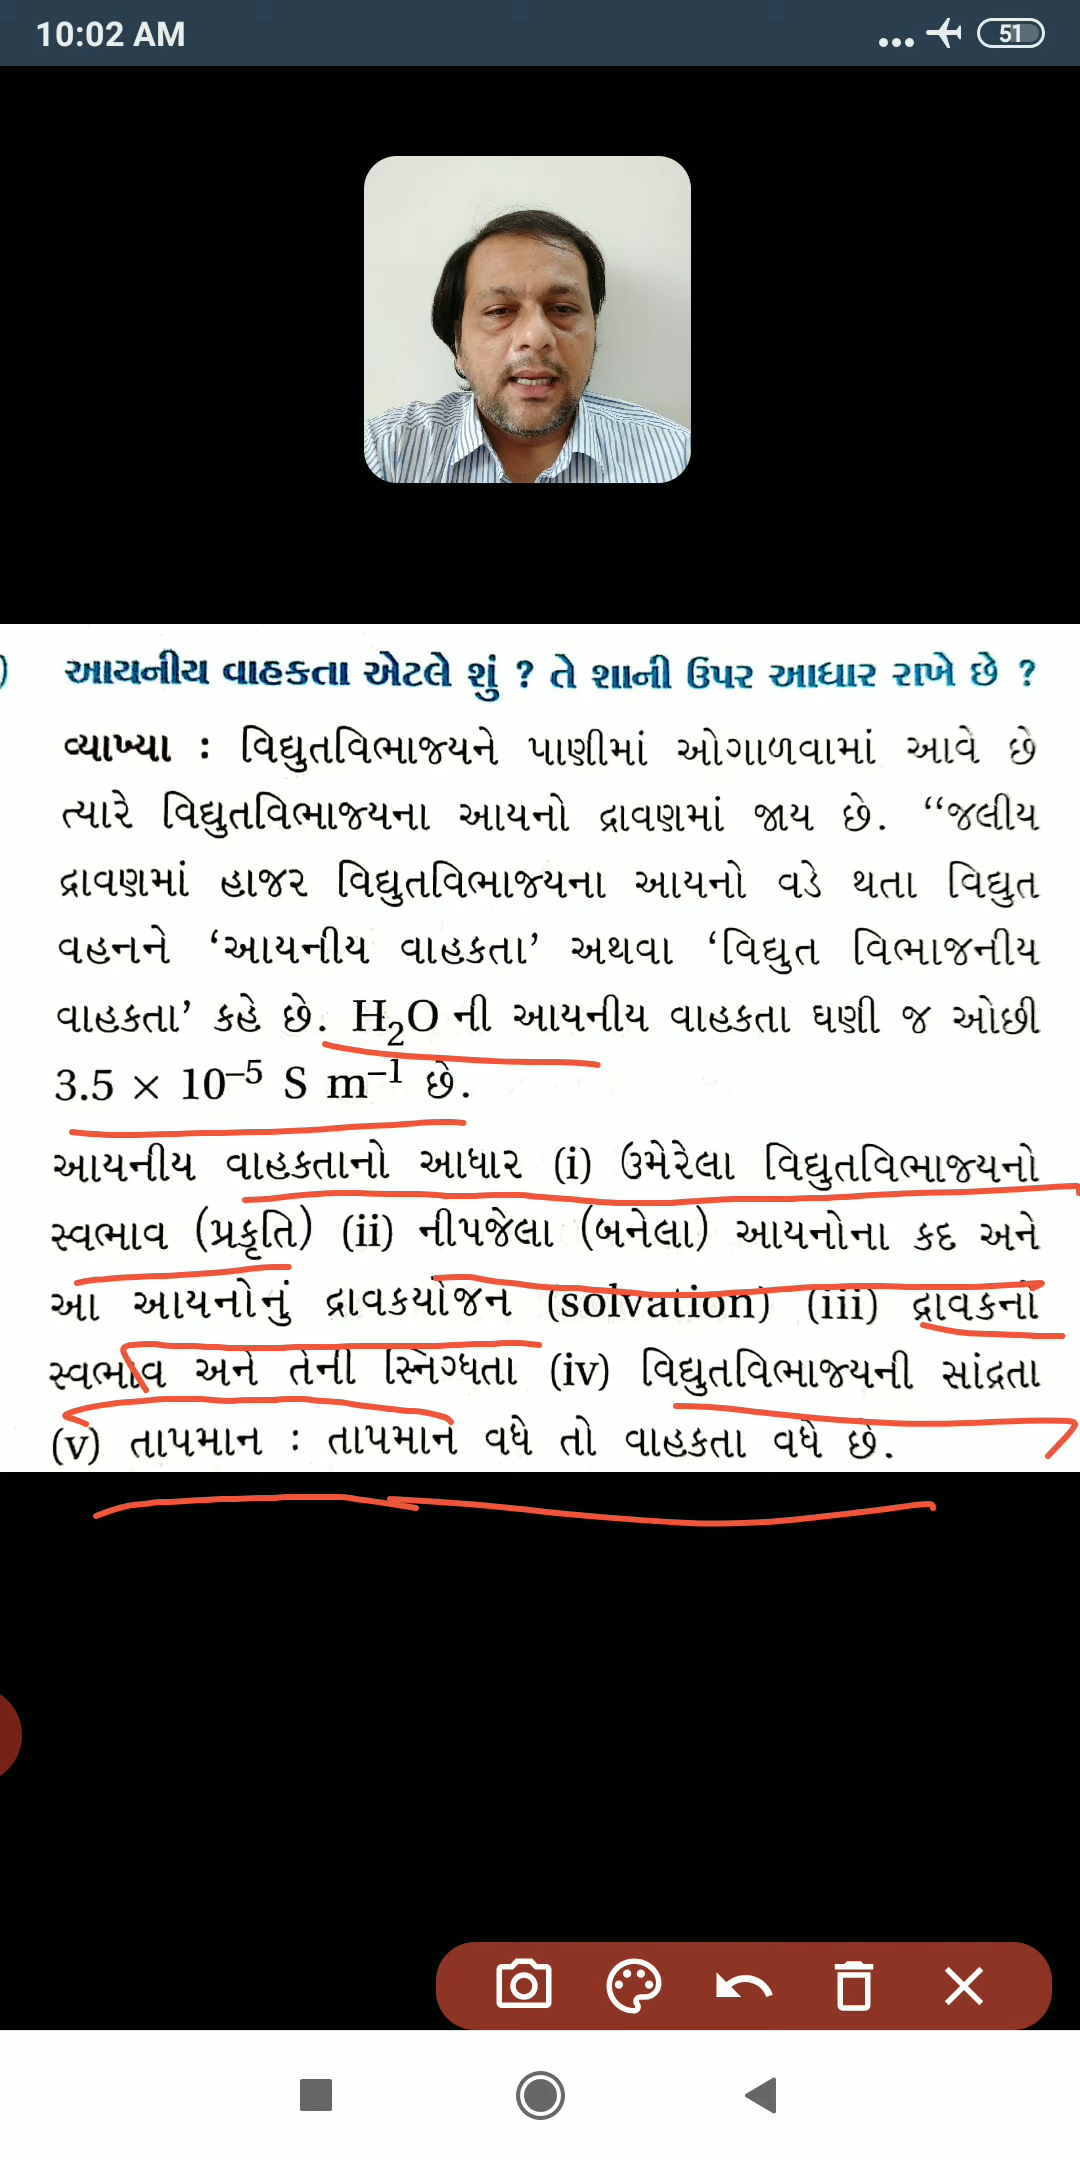 10:02 AM
51
આયનીય વાહકતા એટલે શું ? તે શાની ઉપર આધાર રાખે છે ?
વ્યાખ્યા : વિદ્યુતવિભાજ્યને પાણીમાં ઓગાળવામાં આવે છે
ત્યારે વિદ્યુતવિભાજ્યના આયનો દ્રાવણમાં જાય છે. “જલીય
દ્રાવણમાં હાજર વિદ્યુતવિભાજ્યના આયનો વડે થતા વિદ્યુત
વહનને ‘આયનીય વાહકતા’ અથવા ‘વિદ્યુત વિભાજનીય
વાહકતા’ કહે છે. H₂O ની આયનીય વાહકતા ઘણી જ ઓછી
3.5 × 10⁻⁵ S m⁻¹ છે.
આયનીય વાહકતાનો આધાર (i) ઉમેરેલા વિદ્યુતવિભાજ્યનો
સ્વભાવ (પ્રકૃતિ) (ii) નીપજેલા (બનેલા) આયનોના કદ અને
આ આયનોનું દ્રાવકયોજન (solvation) (iii) દ્રાવકનો
સ્વભાવ અને તેની સ્નિગ્ધતા (iv) વિદ્યુતવિભાજ્યની સાંદ્રતા
(v) તાપમાન : તાપમાન વધે તો વાહકતા વધે છે.